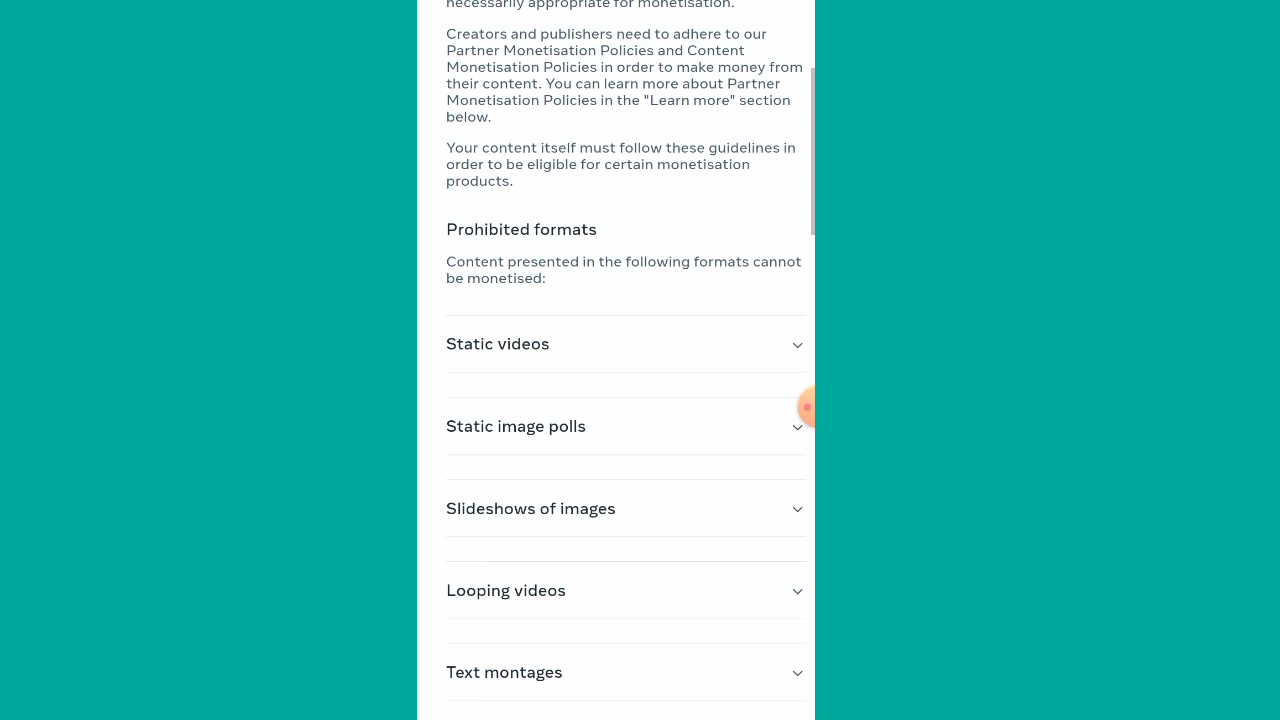 necessarily appropriate for monetisation.
Creators and publishers need to adhere to our
Partner Monetisation Policies and Content
Monetisation Policies in order to make money from
their content. You can learn more about Partner
Monetisation Policies in the "Learn more" section
below.
Your content itself must follow these guidelines in
order to be eligible for certain monetisation
products.
Prohibited formats
Content presented in the following formats cannot
be monetised:
Static videos
Static image polls
Slideshows of images
Looping videos
Text montages